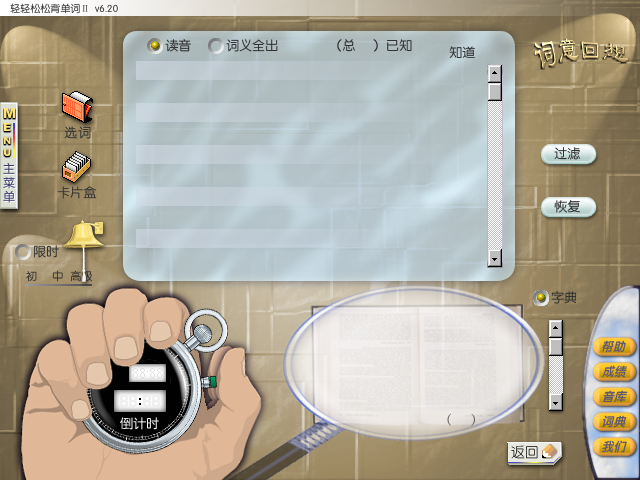 轻轻松松背单词Ⅱ v6.20
读音 词义全出 （总 ）已知 知道
词意回想
MENU
主菜单
选词
卡片盒
过滤
恢复
限时
初 中 高级
字典
倒计时
( )
帮助
成绩
音库
词典
我们
返回